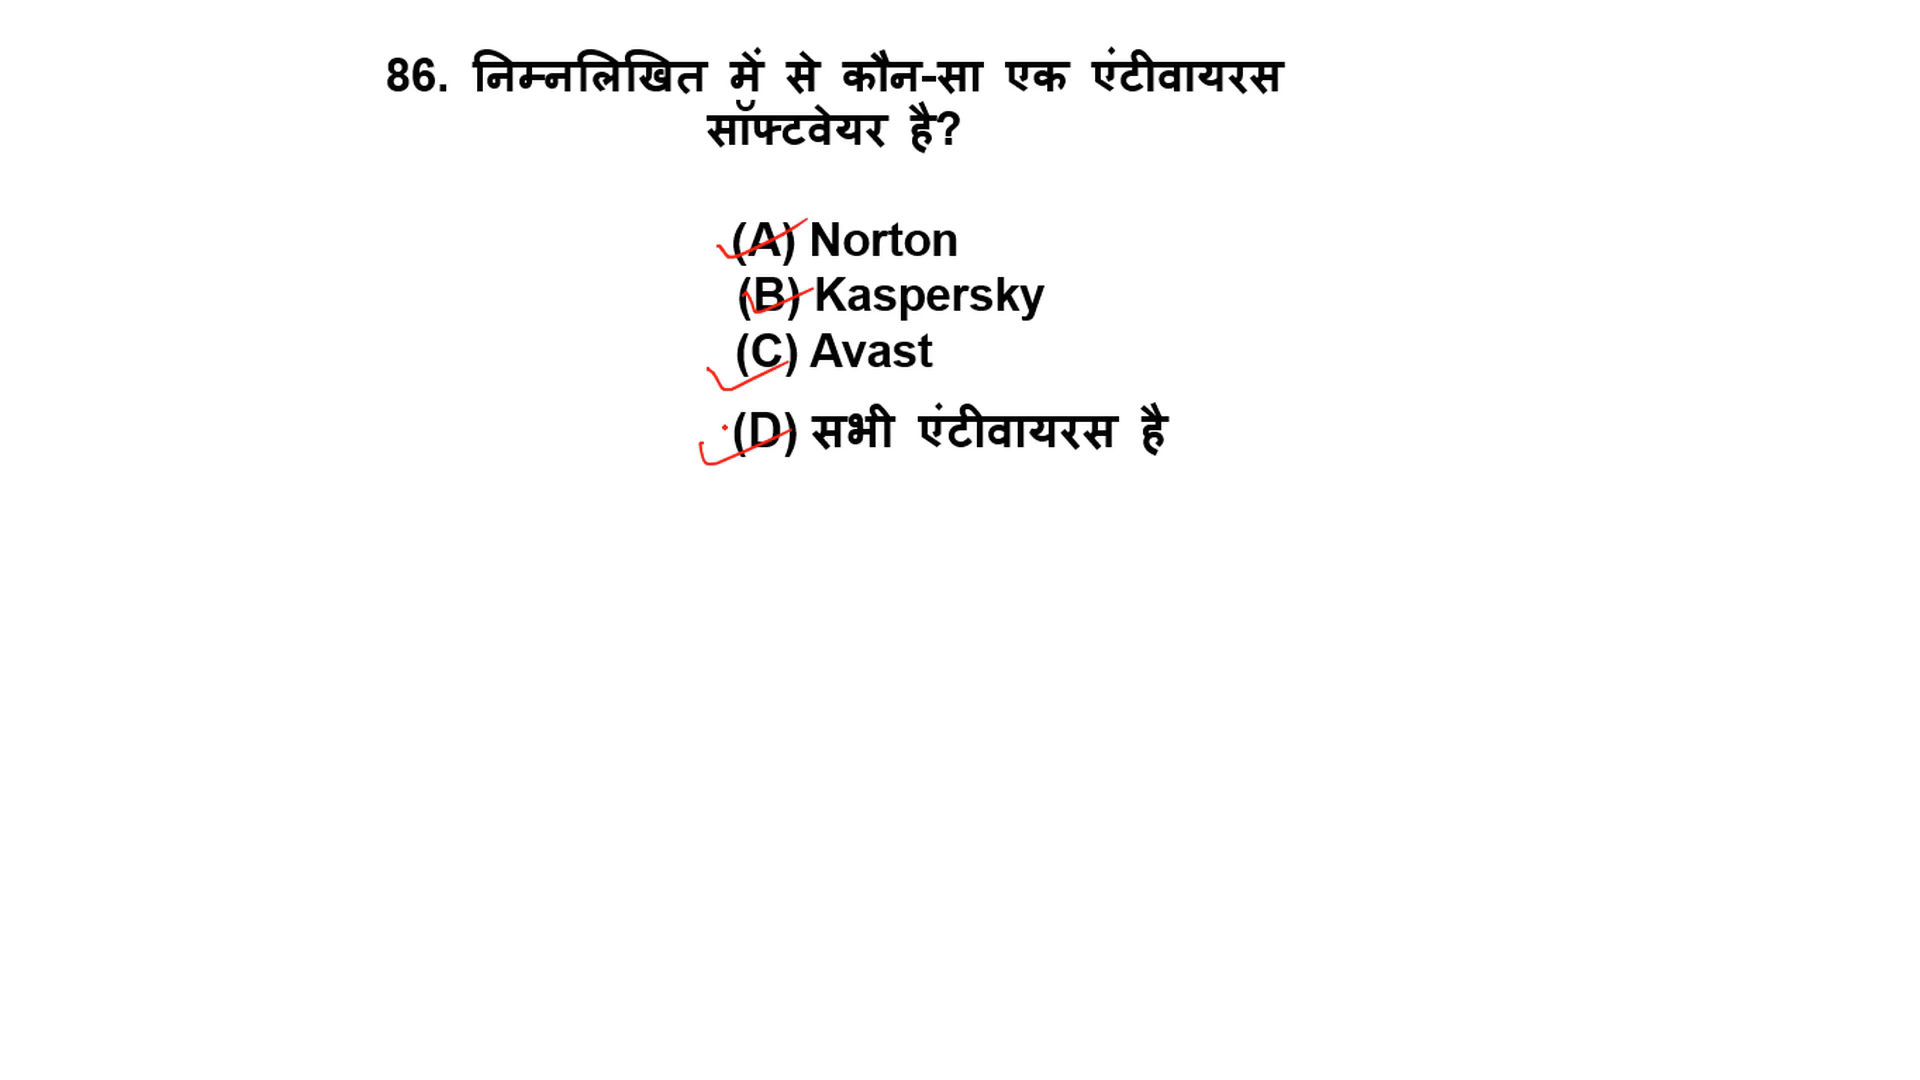 86. निम्नलिखित में से कौन-सा एक एंटीवायरस
सॉफ्टवेयर है?
(A) Norton
(B) Kaspersky
(C) Avast
(D) सभी एंटीवायरस है